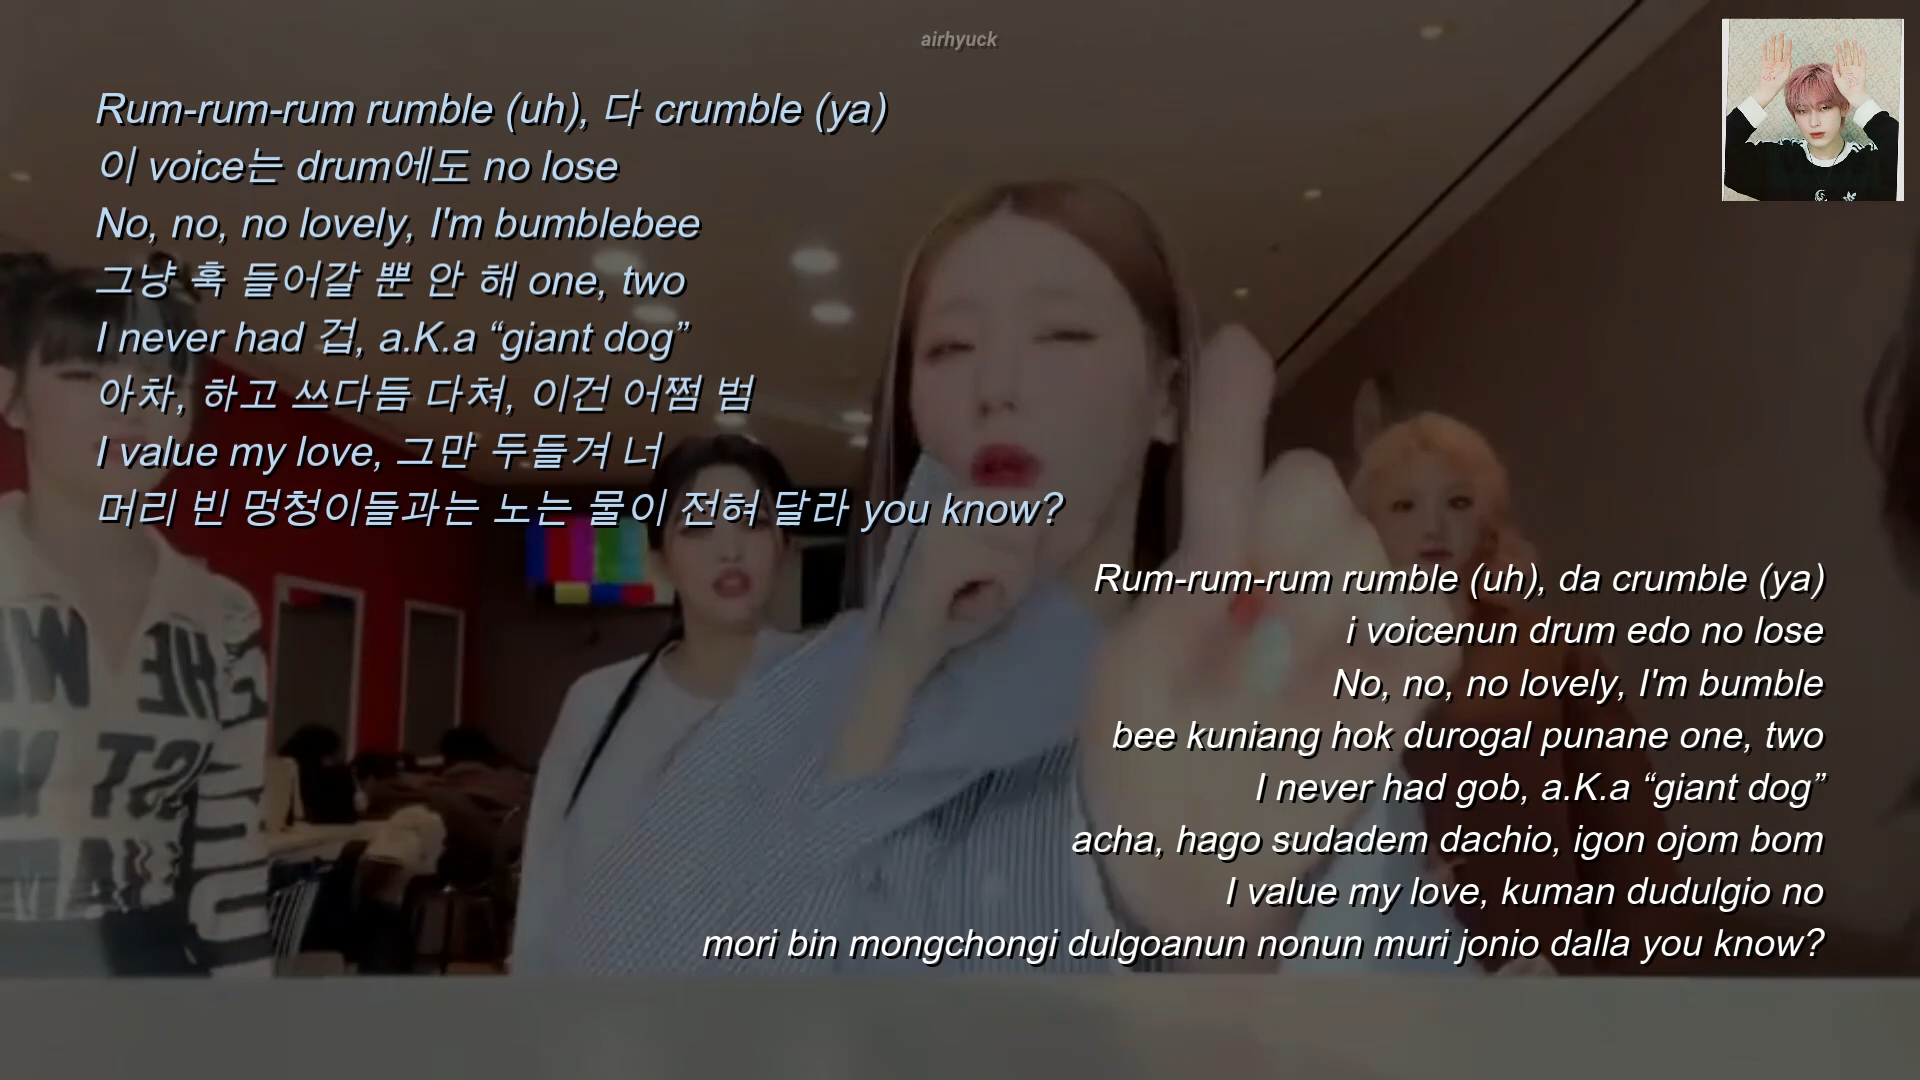 airhyuck
Rum-rum-rum rumble (uh), 다 crumble (ya)
이 voice는 drum에도 no lose
No, no, no lovely, I'm bumblebee
그냥 훅 들어갈 뿐 안 해 one, two
I never had 겁, a.K.a “giant dog”
아차, 하고 쓰다듬 다쳐, 이건 어쩜 범
I value my love, 그만 두들겨 너
머리 빈 멍청이들과는 노는 물이 전혀 달라 you know?
Rum-rum-rum rumble (uh), da crumble (ya)
i voicenun drum edo no lose
No, no, no lovely, I'm bumble
bee kuniang hok durogal punane one, two
I never had gob, a.K.a “giant dog”
acha, hago sudadem dachio, igon ojom bom
I value my love, kuman dudulgio no
mori bin mongchongi dulgoanun nonun muri jonio dalla you know?